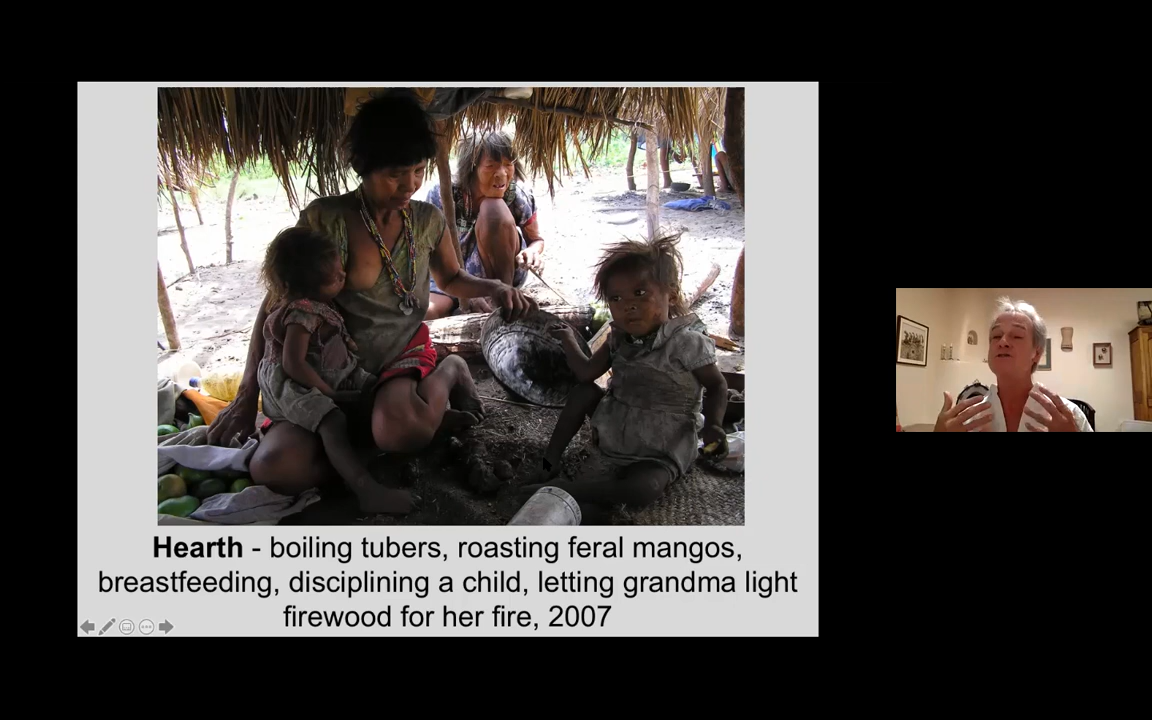 Hearth - boiling tubers, roasting feral mangos,
breastfeeding, disciplining a child, letting grandma light
firewood for her fire, 2007